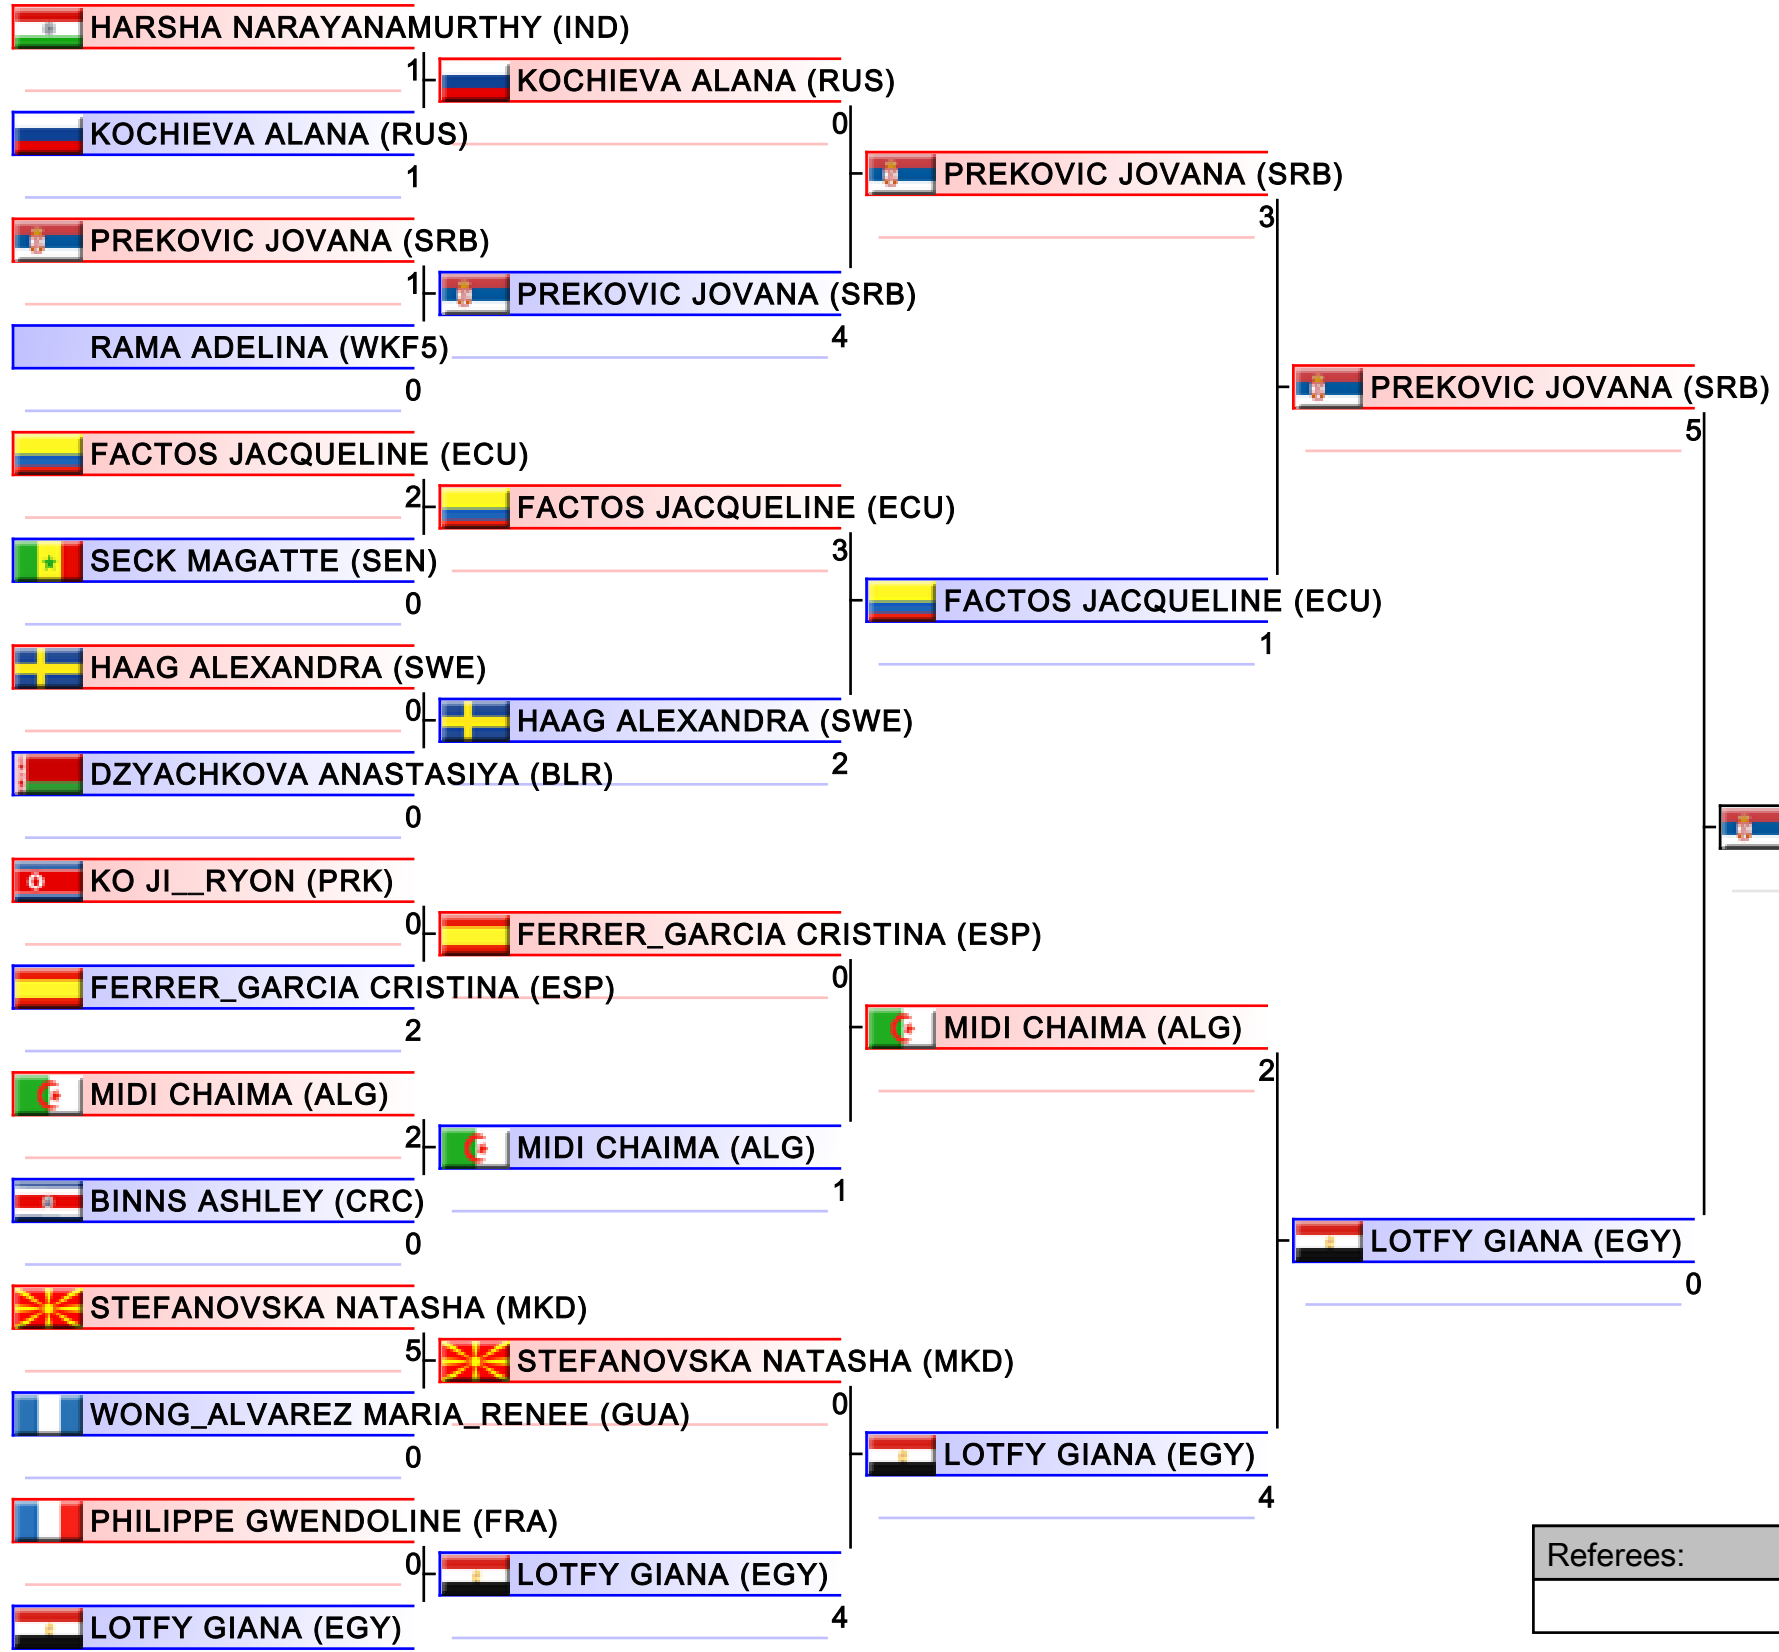 HARSHA NARAYANAMURTHY (IND)
1
KOCHIEVA ALANA (RUS)
KOCHIEVA ALANA (RUS)
0
1
PREKOVIC JOVANA (SRB)
3
PREKOVIC JOVANA (SRB)
1
PREKOVIC JOVANA (SRB)
4
RAMA ADELINA (WKF5)
0
PREKOVIC JOVANA (SRB)
5
FACTOS JACQUELINE (ECU)
2
FACTOS JACQUELINE (ECU)
3
SECK MAGATTE (SEN)
0
FACTOS JACQUELINE (ECU)
1
HAAG ALEXANDRA (SWE)
0
HAAG ALEXANDRA (SWE)
2
DZYACHKOVA ANASTASIYA (BLR)
0
KO JI__RYON (PRK)
0
FERRER_GARCIA CRISTINA (ESP)
0
FERRER_GARCIA CRISTINA (ESP)
2
MIDI CHAIMA (ALG)
2
MIDI CHAIMA (ALG)
2
MIDI CHAIMA (ALG)
1
BINNS ASHLEY (CRC)
0
LOTFY GIANA (EGY)
0
STEFANOVSKA NATASHA (MKD)
5
STEFANOVSKA NATASHA (MKD)
0
WONG_ALVAREZ MARIA_RENEE (GUA)
0
LOTFY GIANA (EGY)
4
PHILIPPE GWENDOLINE (FRA)
0
LOTFY GIANA (EGY)
4
LOTFY GIANA (EGY)
Referees: